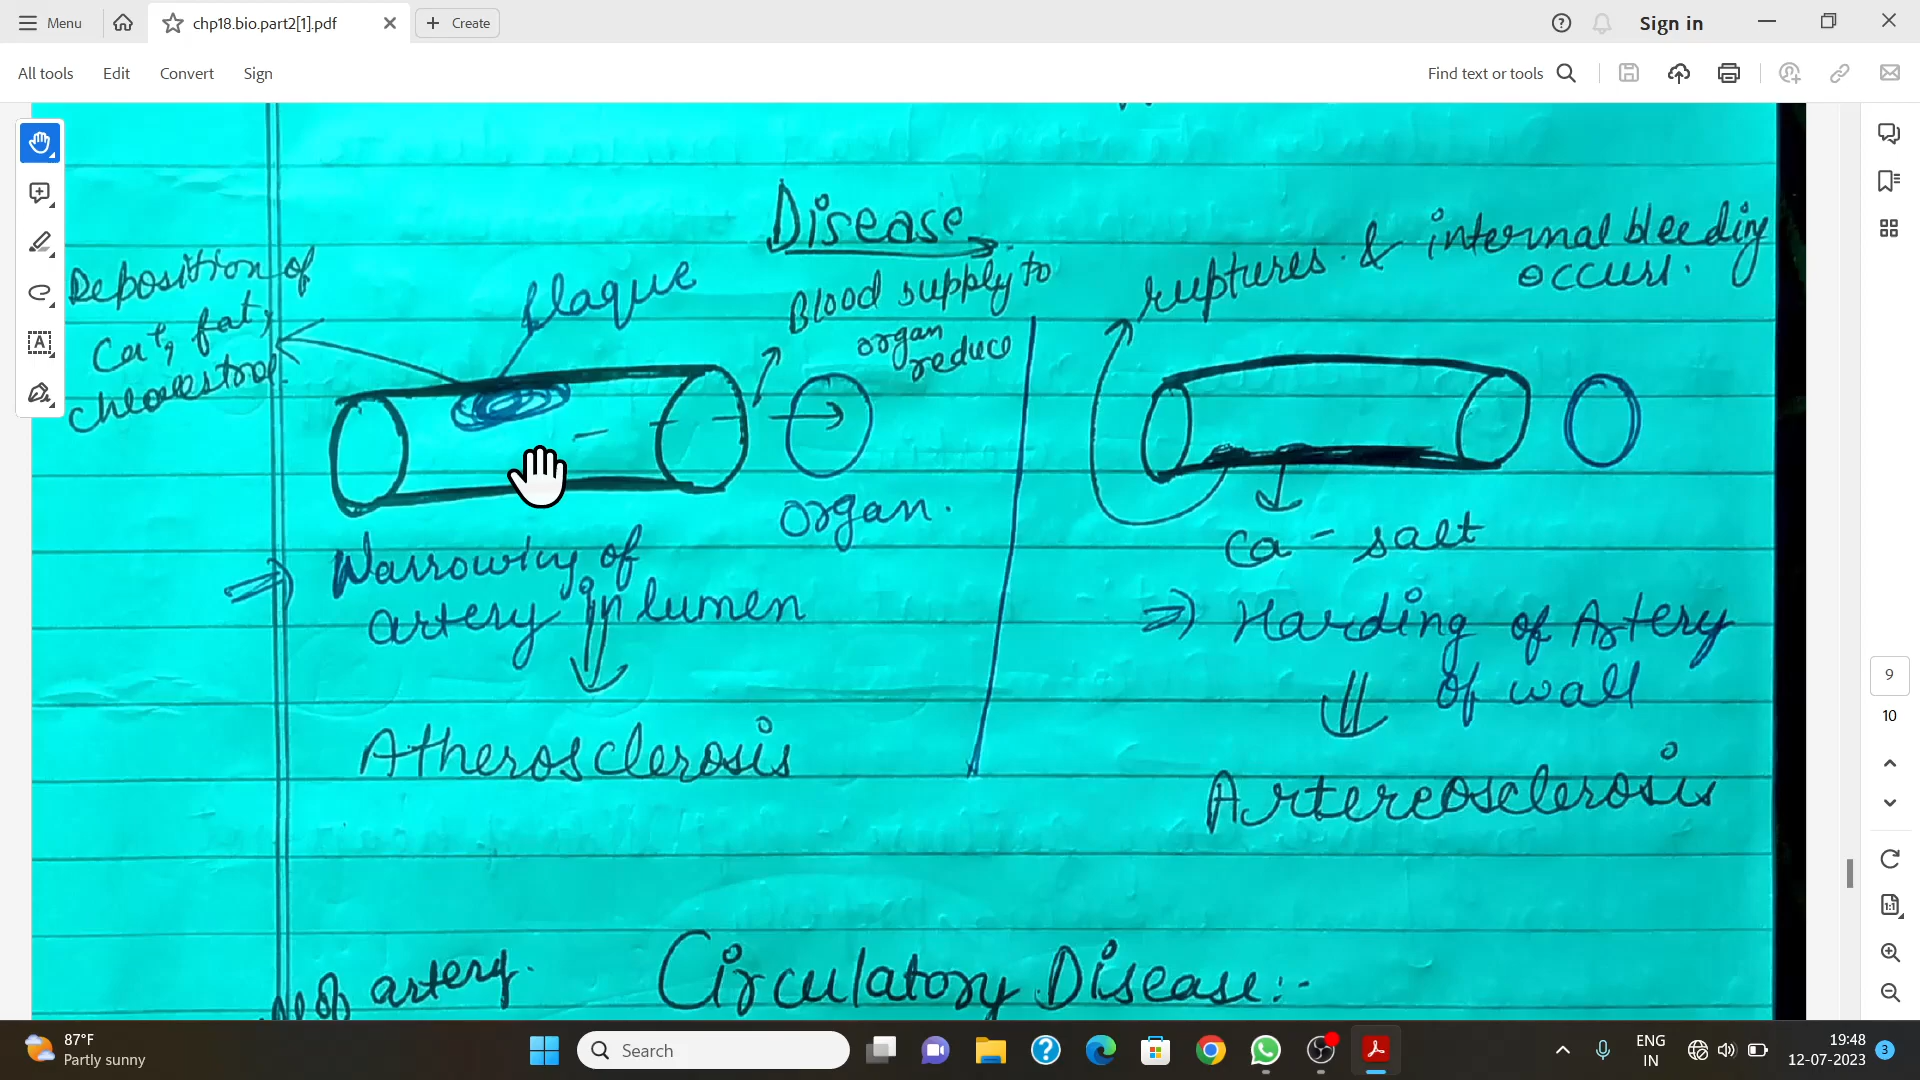 Menu
chp18.bio.part2[1].pdf
Create
Sign in
All tools
Edit
Convert
Sign
Find text or tools
Disease
Deposition of
Ca+, fat,
plaque
Blood supply to
organ
reduce
ruptures & internal bleeding
occurs.
organ.
Narrowing of
artery in lumen
Atherosclerosis
Ca - salt
⇒ Harding of Artery
of wall
Artereosclerosis
of artery.
Circulatory Disease:-
9
10
87°F
Partly sunny
Search
ENG
IN
19:48
12-07-2023
3